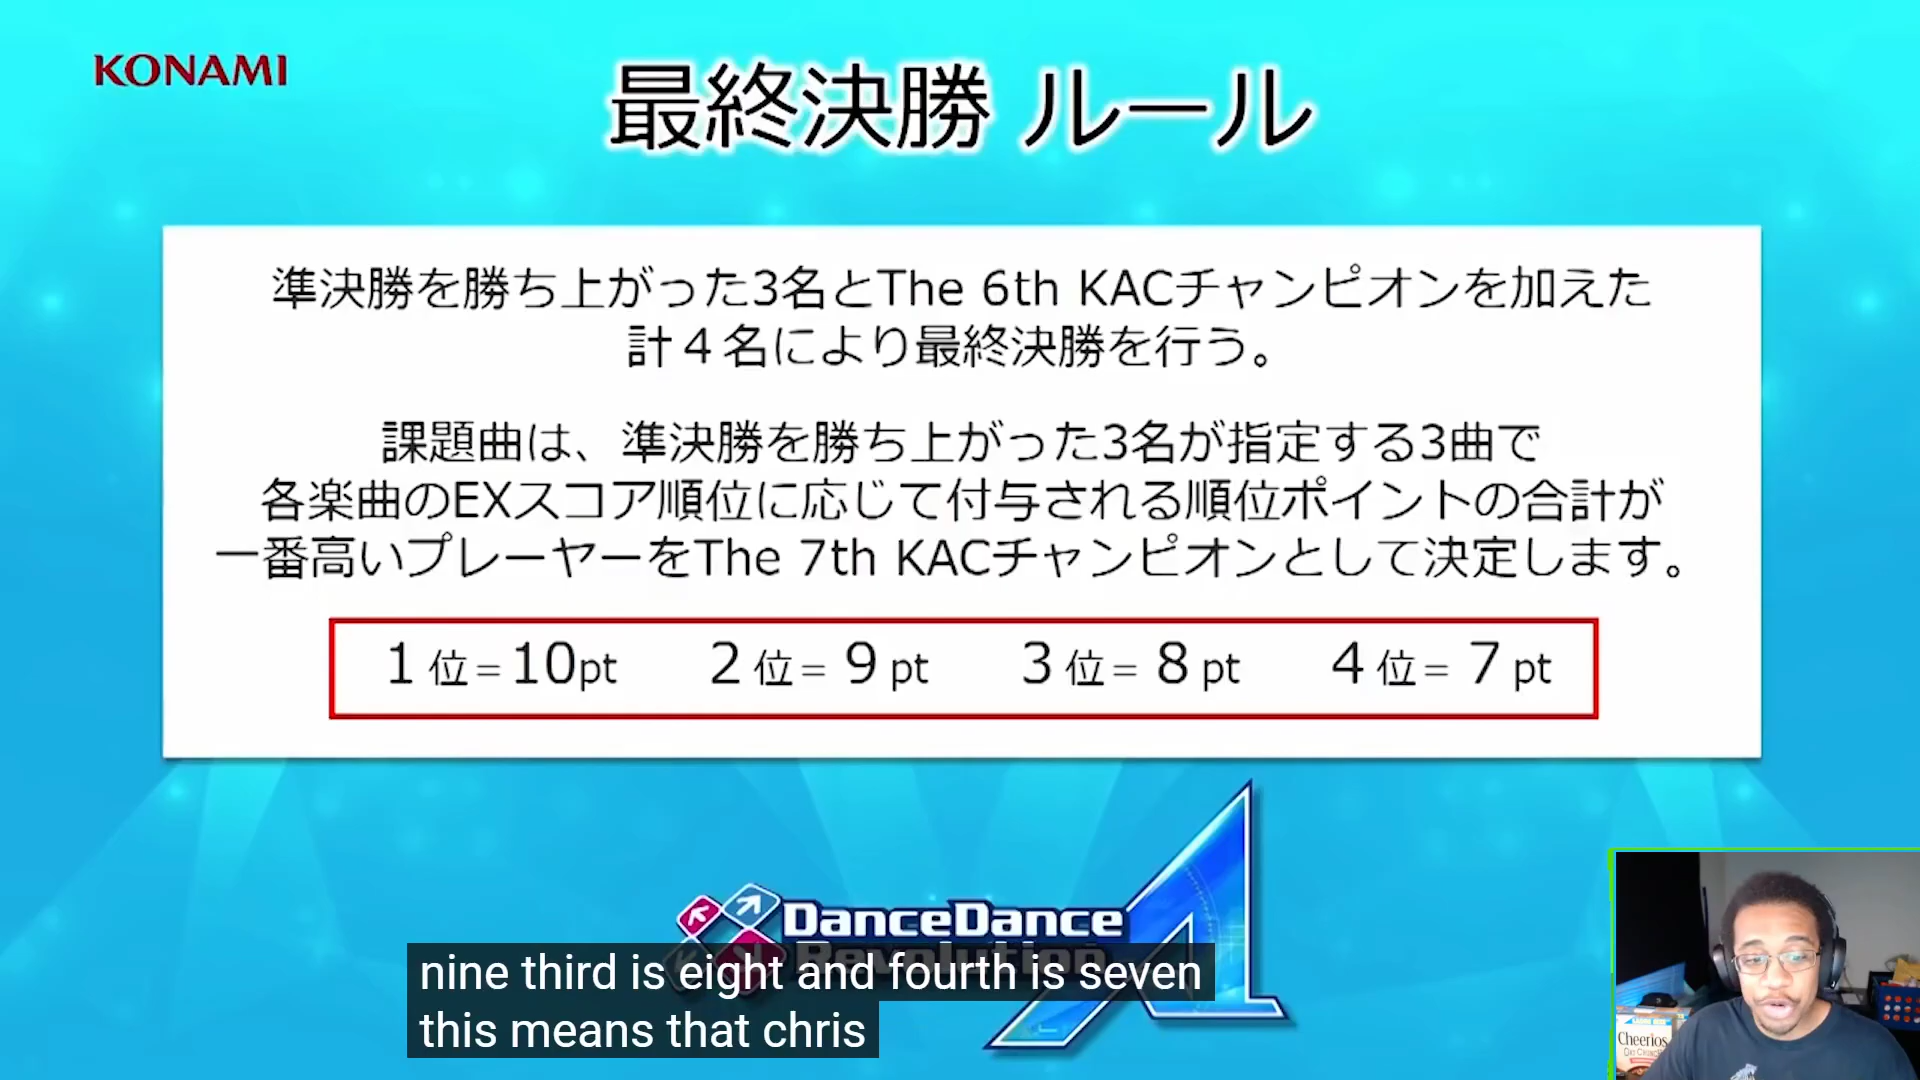 KONAMI
最終決勝 ルール
準決勝を勝ち上がった3名とThe 6th KACチャンピオンを加えた
計４名により最終決勝を行う。
課題曲は、準決勝を勝ち上がった3名が指定する3曲で
各楽曲のEXスコア順位に応じて付与される順位ポイントの合計が
一番高いプレーヤーをThe 7th KACチャンピオンとして決定します。
1 位＝10pt 2 位＝ 9 pt 3 位＝ 8 pt 4 位＝ 7 pt
DanceDance
Revolution
A
nine third is eight and fourth is seven
this means that chris
Cheerios